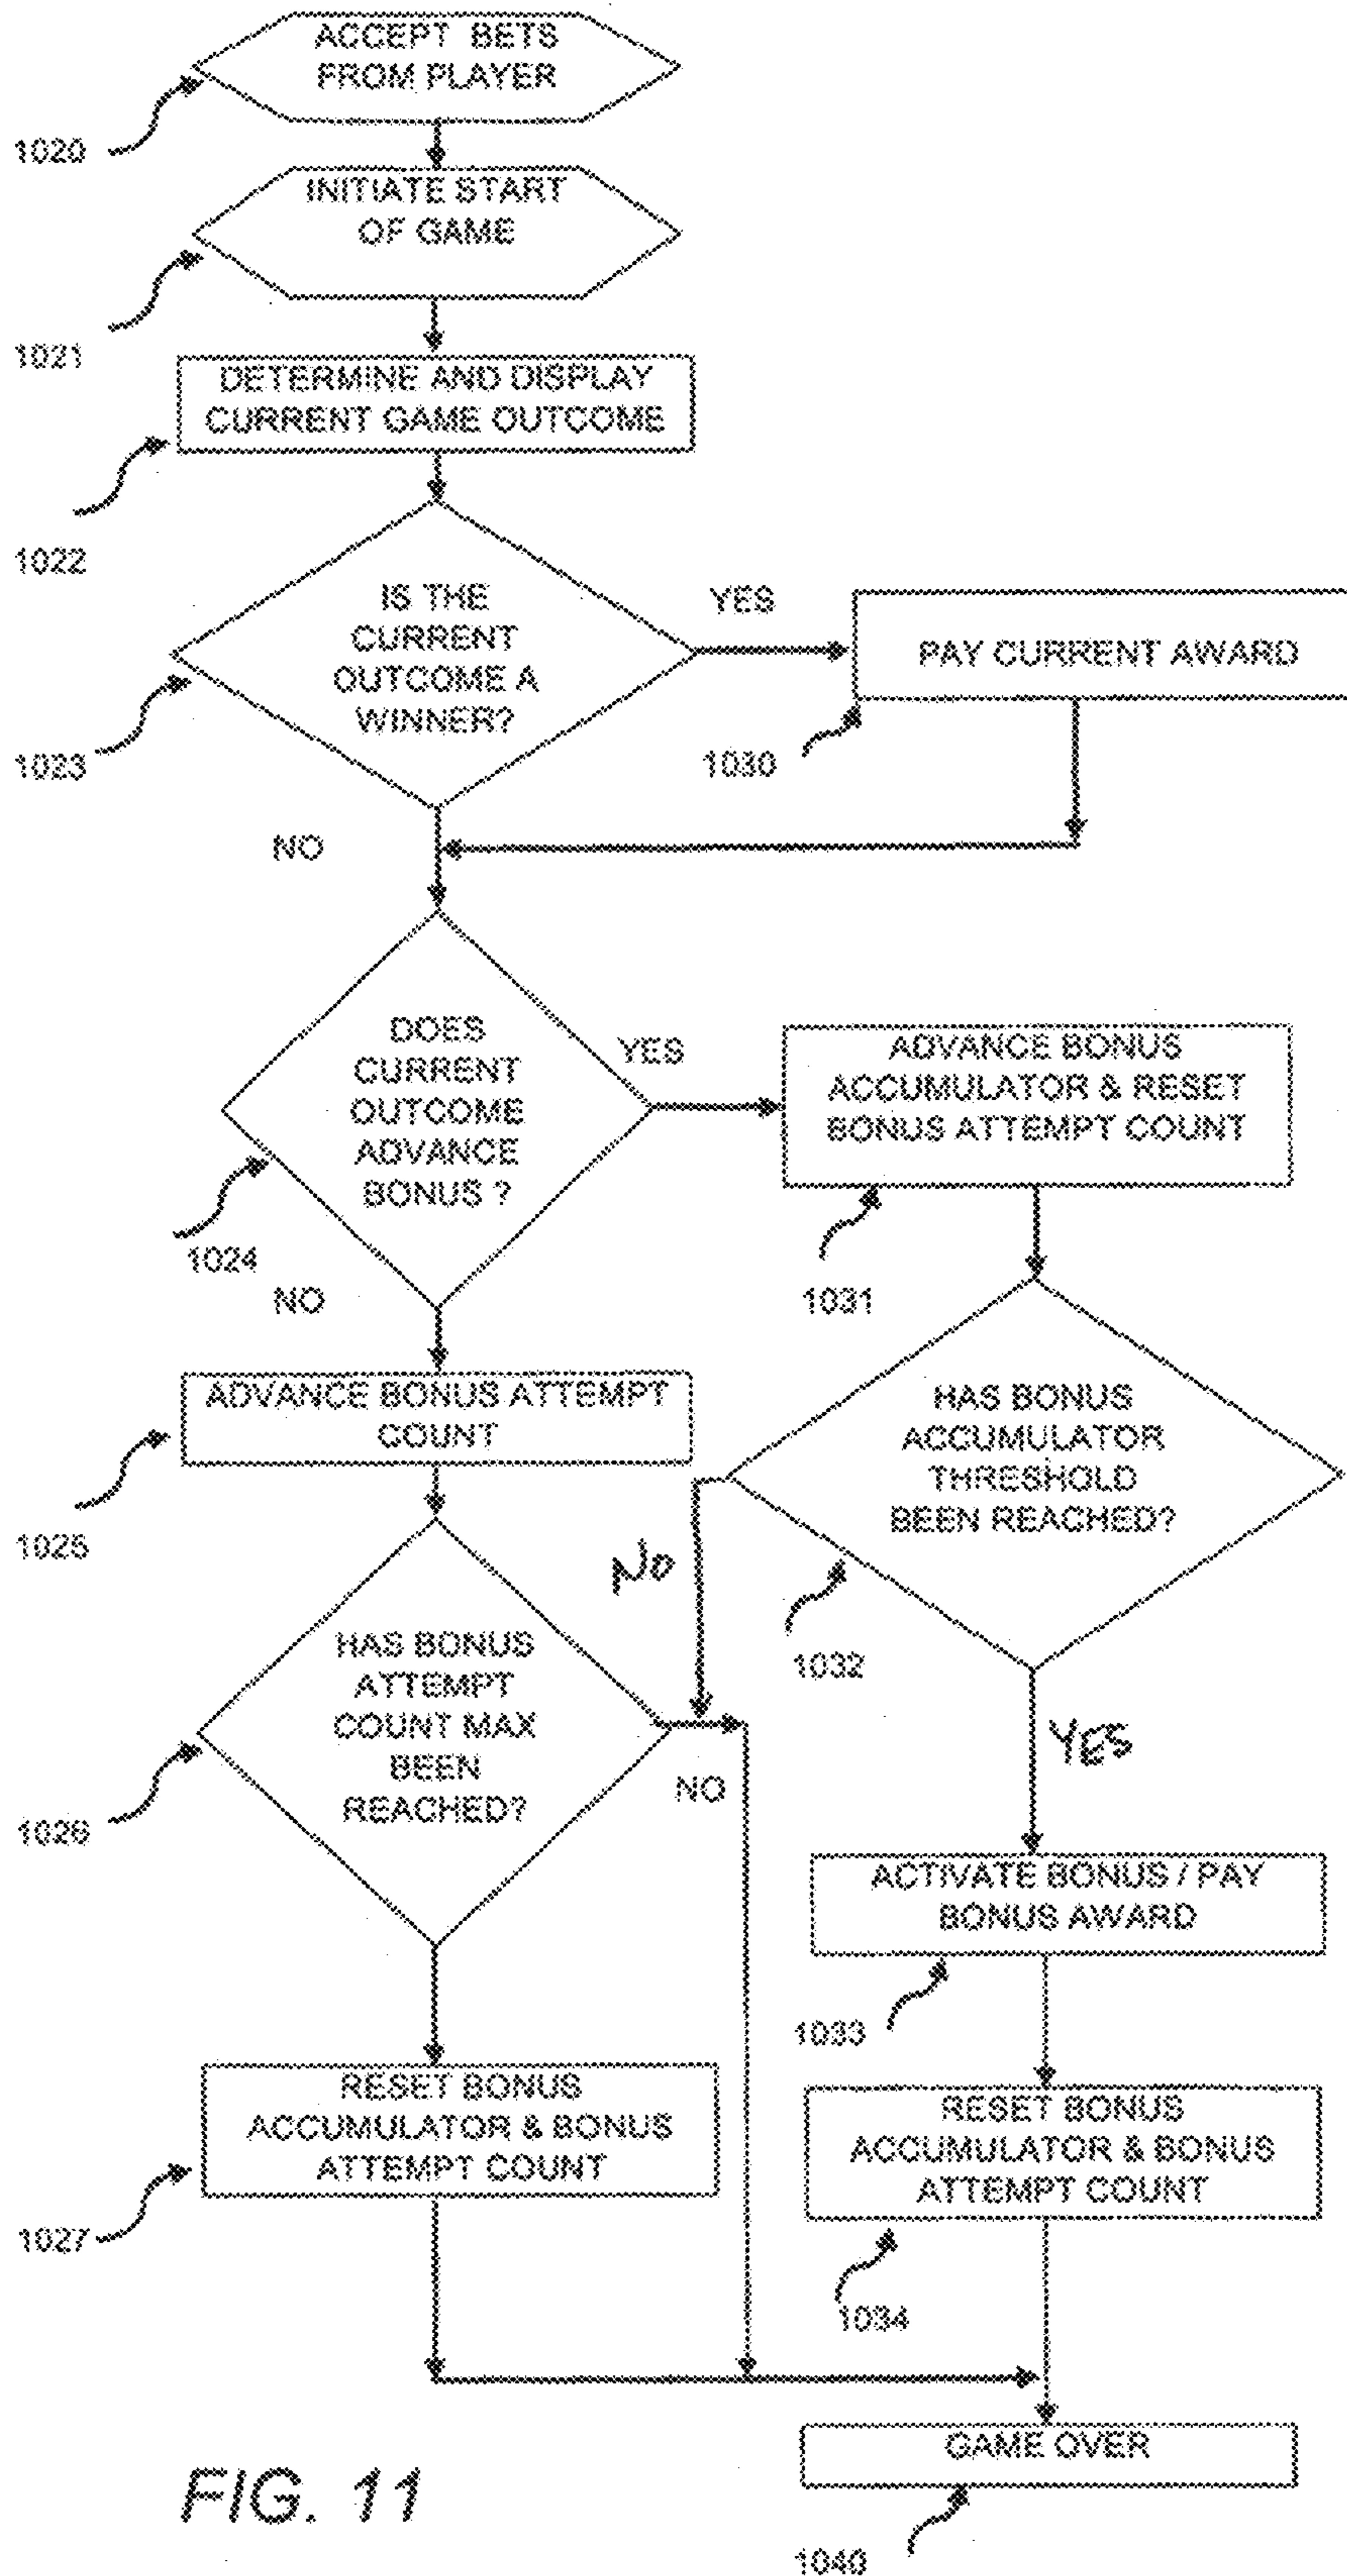 ACCEPT BETS
FROM PLAYER
1020
INITIATE START
OF GAME
1021
DETERMINE AND DISPLAY
CURRENT GAME OUTCOME
1022
IS THE
CURRENT
OUTCOME A
WINNER?
1023
YES
PAY CURRENT AWARD
1030
NO
DOES
CURRENT
OUTCOME
ADVANCE
BONUS ?
1024
YES
ADVANCE BONUS
ACCUMULATOR & RESET
BONUS ATTEMPT COUNT
1031
NO
ADVANCE BONUS ATTEMPT
COUNT
1025
HAS BONUS
ACCUMULATOR
THRESHOLD
BEEN REACHED?
1032
NO
HAS BONUS
ATTEMPT
COUNT MAX
BEEN
REACHED?
1026
NO
YES
ACTIVATE BONUS / PAY
BONUS AWARD
1033
RESET BONUS
ACCUMULATOR & BONUS
ATTEMPT COUNT
1027
RESET BONUS
ACCUMULATOR & BONUS
ATTEMPT COUNT
1034
GAME OVER
1040
FIG. 11